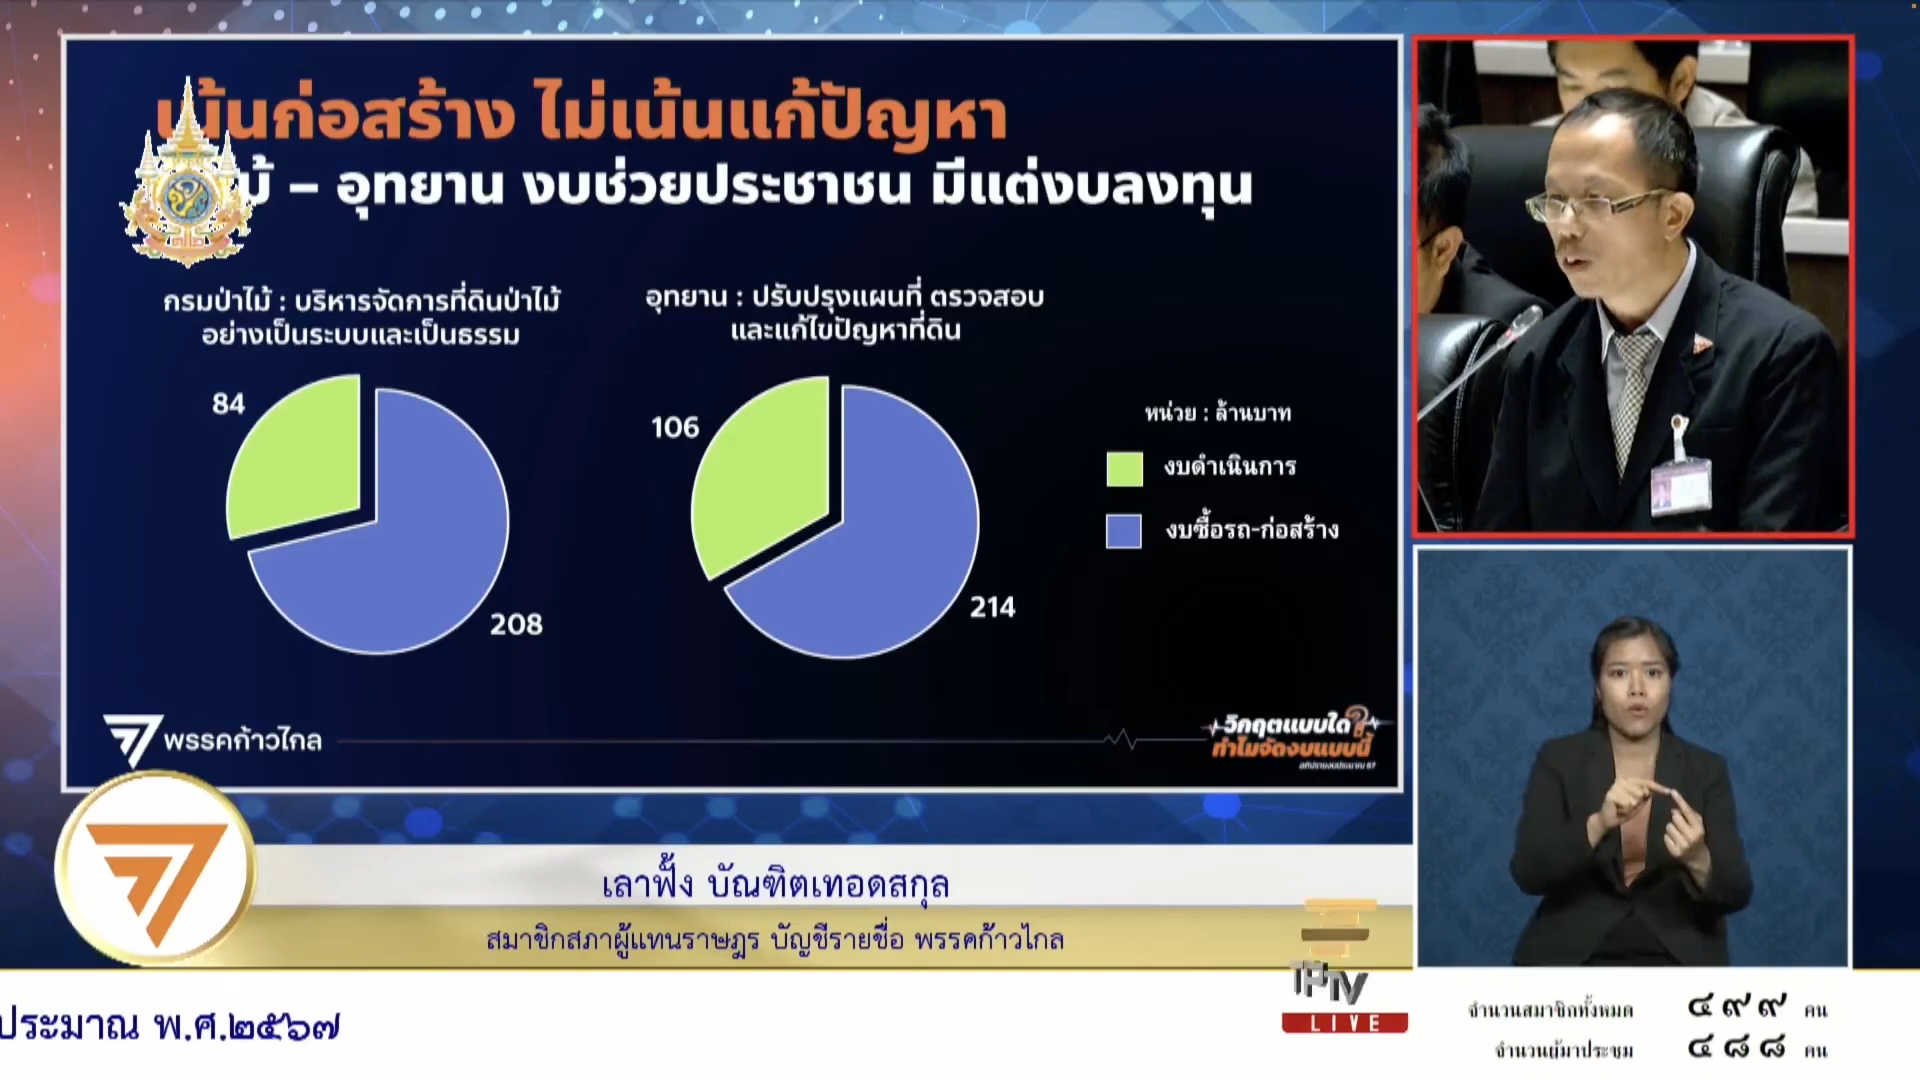 เน้นก่อสร้าง ไม่เน้นแก้ปัญหา
ม้ – อุทยาน งบช่วยประชาชน มีแต่งบลงทุน
กรมป่าไม้ : บริหารจัดการที่ดินป่าไม้
อย่างเป็นระบบและเป็นธรรม
84
208
อุทยาน : ปรับปรุงแผนที่ ตรวจสอบ
และแก้ไขปัญหาที่ดิน
106
214
หน่วย : ล้านบาท
งบดำเนินการ
งบซื้อรถ-ก่อสร้าง
พรรคก้าวไกล
วิกฤตแบบใด?
ทำไมจัดงบแบบนี้
อภิปรายงบประมาณ 67
เลาฟั้ง บัณฑิตเทอดสกุล
สมาชิกสภาผู้แทนราษฎร บัญชีรายชื่อ พรรคก้าวไกล
TPTV
LIVE
ประมาณ พ.ศ.๒๕๖๗
จำนวนสมาชิกทั้งหมด ๔๙๙ คน
จำนวนผู้มาประชุม ๔๘๘ คน